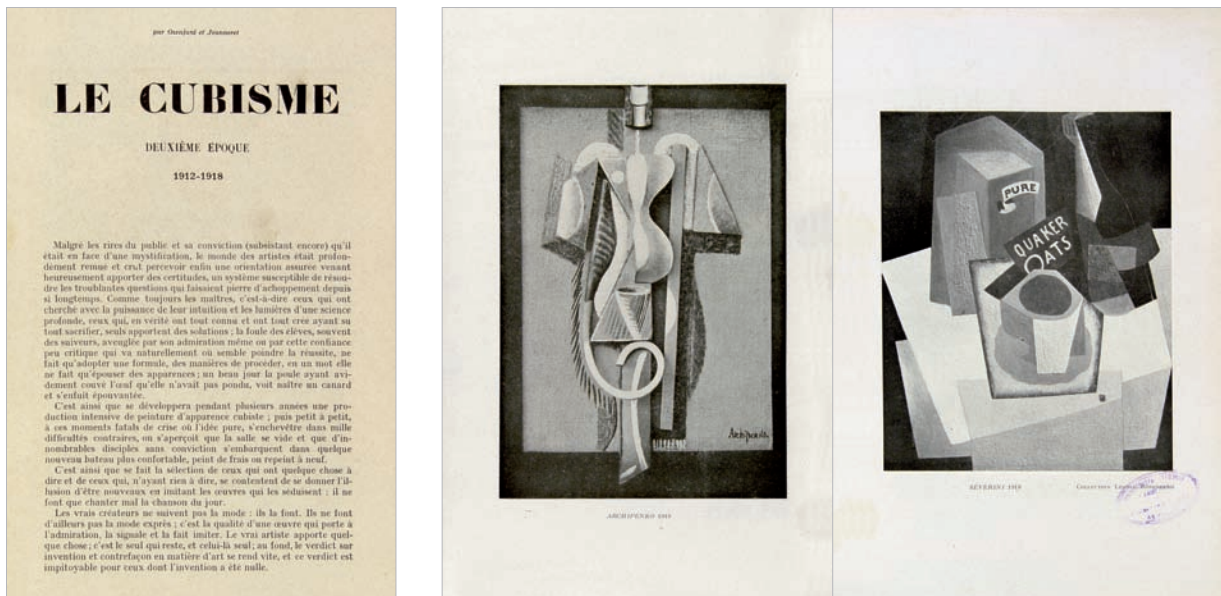 par Ozenfant et Jeanneret
LE CUBISME
DEUXIÈME ÉPOQUE
1912-1918
Malgré les rires du public et sa conviction (subsistant encore) qu'il
était en face d'une mystification, le monde des artistes était profon-
dément remué et crut percevoir enfin une orientation assurée venant
heureusement apporter des certitudes, un système susceptible de résou-
dre les troublantes questions qui faisaient pierre d'achoppement depuis
si longtemps. Comme toujours les maîtres, c'est-à-dire ceux qui ont
cherché avec la puissance de leur intuition et les lumières d'une science
profonde, ceux qui, en vérité ont tout connu et ont tout créé ayant su
tout sacrifier, seuls apportent des solutions ; la foule des élèves, souvent
des suiveurs, aveuglée par son admiration même ou par cette confiance
peu critique qui va naturellement où semble poindre la réussite, ne
fait qu'adopter une formule, des manières de procéder, en un mot elle
ne fait qu'épouser des apparences ; un beau jour la poule ayant avi-
dement couvé l'œuf qu'elle n'avait pas pondu, voit naître un canard
et s'enfuit épouvantée.
C'est ainsi que se développera pendant plusieurs années une pro-
duction intensive de peinture d'apparence cubiste ; puis petit à petit,
à ces moments fatals de crise où l'idée pure, s'enchevêtre dans mille
difficultés contraires, on s'aperçoit que la salle se vide et que d'in-
nombrables disciples sans conviction s'embarquent dans quelque
nouveau bateau plus confortable, peint de frais ou repeint à neuf.
C'est ainsi que se fait la sélection de ceux qui ont quelque chose à
dire et de ceux qui, n'ayant rien à dire, se contentent de se donner l'il-
lusion d'être nouveaux en imitant les œuvres qui les séduisent : il ne
font que chanter mal la chanson du jour.
Les vrais créateurs ne suivent pas la mode : ils la font. Ils ne font
d'ailleurs pas la mode exprès ; c'est la qualité d'une œuvre qui porte à
l'admiration, la signale et la fait imiter. Le vrai artiste apporte quel-
que chose ; c'est le seul qui reste, et celui-là seul ; au fond, le verdict sur
invention et contrefaçon en matière d'art se rend vite, et ce verdict est
impitoyable pour ceux dont l'invention a été nulle.
Archipenko
ARCHIPENKO
PURE
QUAKER
OATS
SÉVERINI